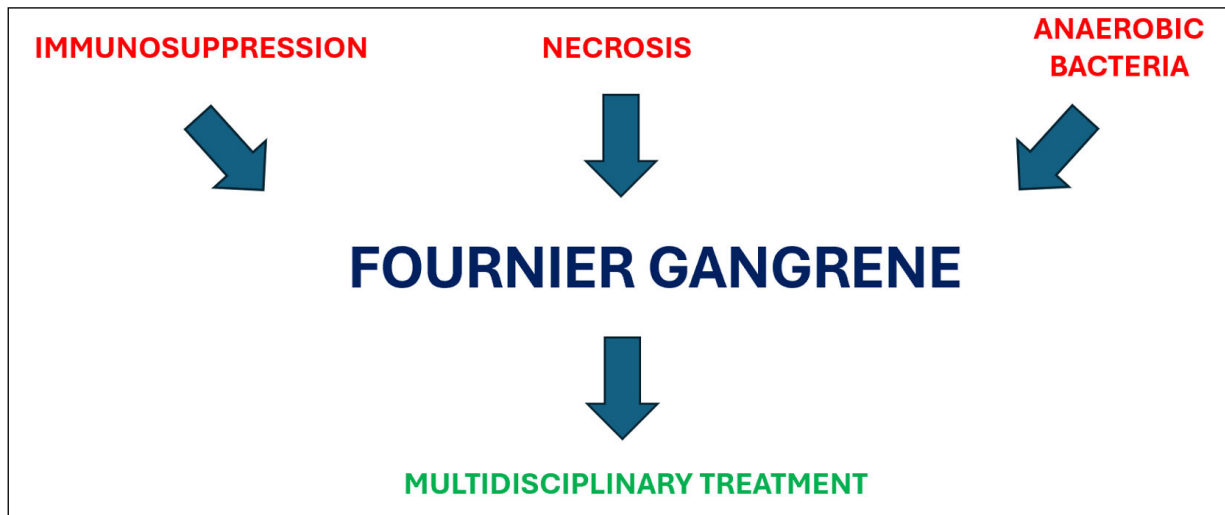 IMMUNOSUPPRESSION
NECROSIS
ANAEROBIC
BACTERIA
FOURNIER GANGRENE
MULTIDISCIPLINARY TREATMENT